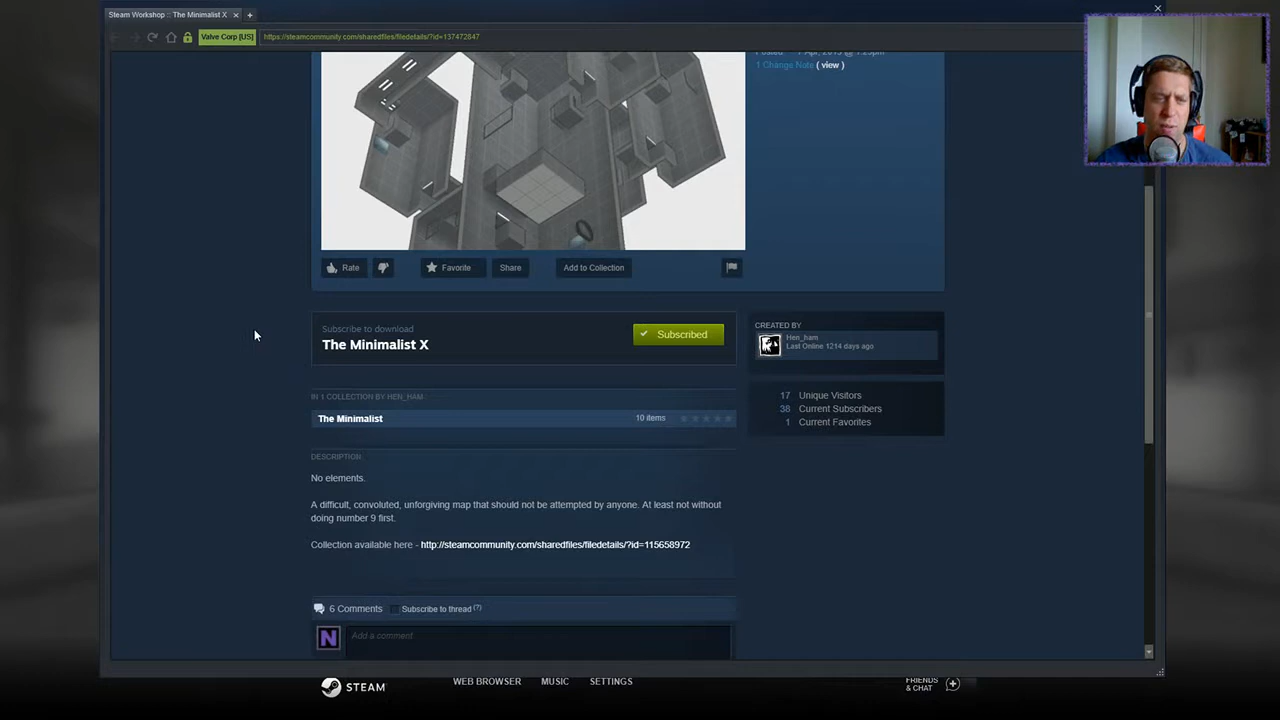 Steam Workshop :: The Minimalist X
Valve Corp [US]
https://steamcommunity.com/sharedfiles/filedetails/?id=137472847
1 Change Note ( view )
Rate
Favorite
Share
Add to Collection
Subscribe to download
The Minimalist X
Subscribed
CREATED BY
Hen_ham
Last Online 1214 days ago
17 Unique Visitors
38 Current Subscribers
1 Current Favorites
IN 1 COLLECTION BY HEN_HAM
The Minimalist
10 items
DESCRIPTION
No elements.
A difficult, convoluted, unforgiving map that should not be attempted by anyone. At least not without
doing number 9 first.
Collection available here - http://steamcommunity.com/sharedfiles/filedetails/?id=115658972
6 Comments
Subscribe to thread (?)
N
Add a comment
STEAM
WEB BROWSER
MUSIC
SETTINGS
FRIENDS
& CHAT